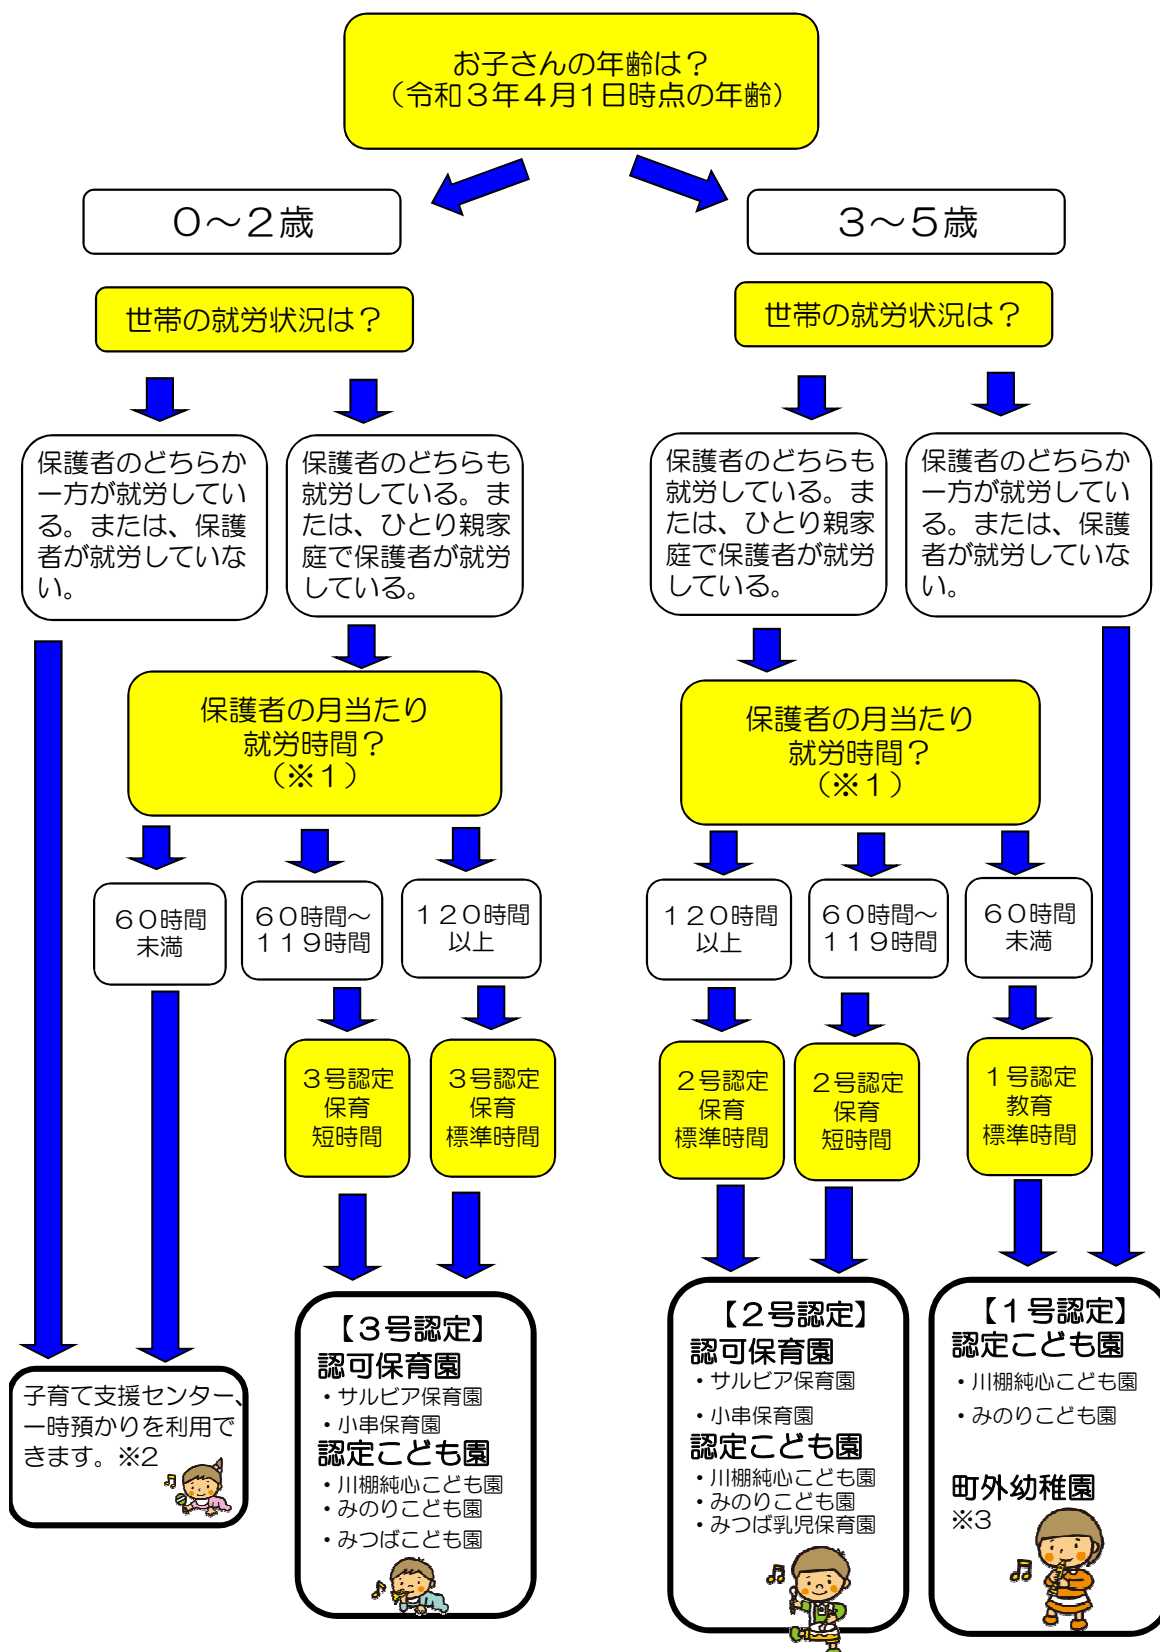 お子さんの年齢は？
（令和３年４月1日時点の年齢）
０～２歳
３～５歳
世帯の就労状況は？
世帯の就労状況は？
保護者のどちらか
一方が就労してい
る。または、保護
者が就労していな
い。
保護者のどちらも
就労している。ま
たは、ひとり親家
庭で保護者が就労
している。
保護者のどちらも
就労している。ま
たは、ひとり親家
庭で保護者が就労
している。
保護者のどちらか
一方が就労してい
る。または、保護
者が就労していな
い。
保護者の月当たり
就労時間？
（※１）
保護者の月当たり
就労時間？
（※１）
６０時間
未満
６０時間～
１１９時間
１２０時間
以上
１２０時間
以上
６０時間～
１１９時間
６０時間
未満
３号認定
保育
短時間
３号認定
保育
標準時間
２号認定
保育
標準時間
２号認定
保育
短時間
１号認定
教育
標準時間
子育て支援センター、
一時預かりを利用で
きます。※2
【３号認定】
認可保育園
・サルビア保育園
・小串保育園
認定こども園
・川棚純心こども園
・みのりこども園
・みつばこども園
【２号認定】
認可保育園
・サルビア保育園
・小串保育園
認定こども園
・川棚純心こども園
・みのりこども園
・みつば乳児保育園
【１号認定】
認定こども園
・川棚純心こども園
・みのりこども園
町外幼稚園
※3